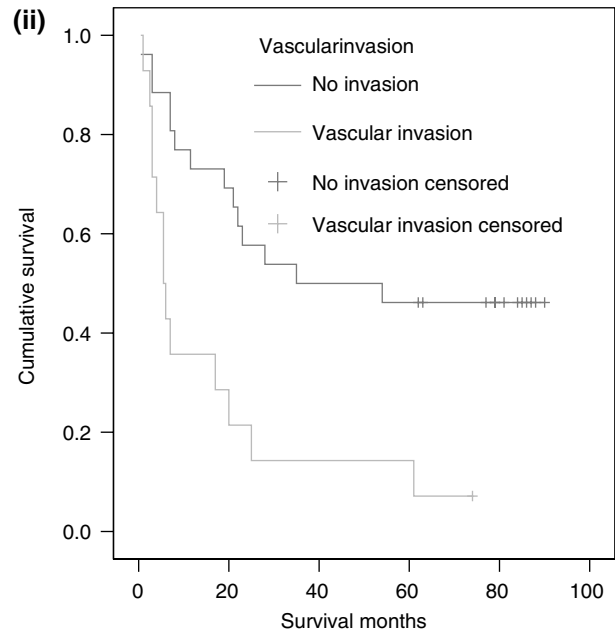 (ii)
Vascularinvasion
No invasion
Vascular invasion
No invasion censored
Vascular invasion censored
Cumulative survival
1.0
0.8
0.6
0.4
0.2
0.0
0 20 40 60 80 100
Survival months